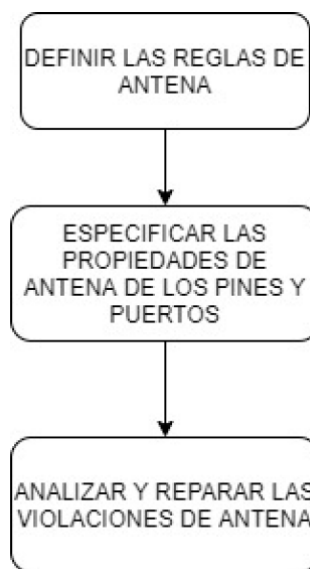 DEFINIR LAS REGLAS DE
ANTENA
ESPECIFICAR LAS
PROPIEDADES DE
ANTENA DE LOS PINES Y
PUERTOS
ANALIZAR Y REPARAR LAS
VIOLACIONES DE ANTENA